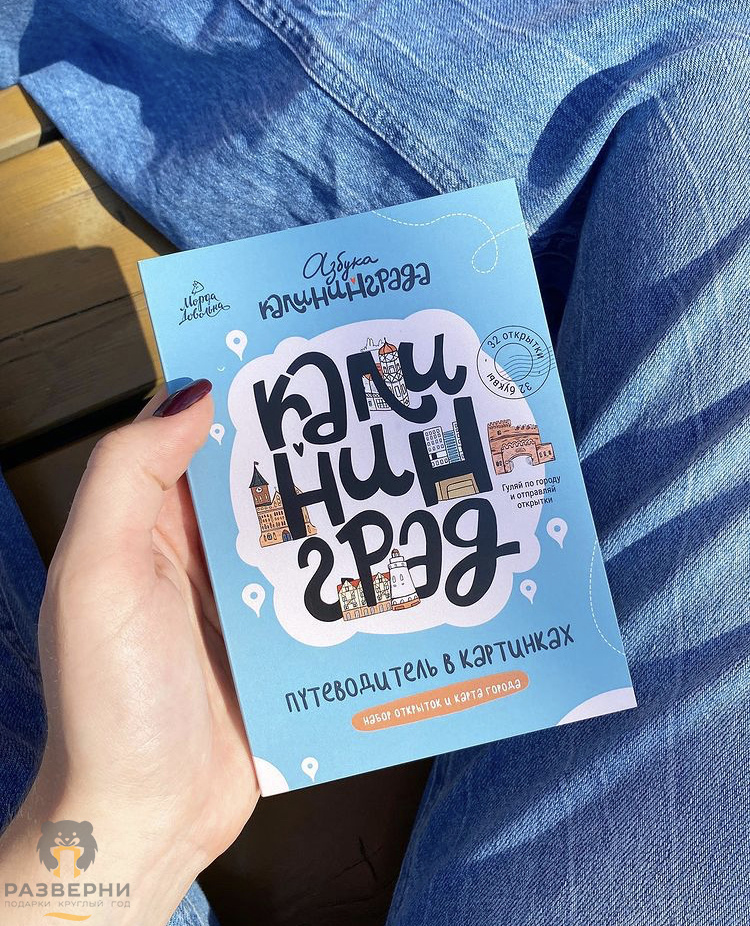 Морда
Довольна
Азбука
Калининграда
32 открытки
32 буквы
Кали
нин
град
Гуляй по городу
и отправляй
открытки
путеводитель в картинках
набор открыток и карта города
РАЗВЕРНИ
ПОДАРКИ КРУГЛЫЙ ГОД